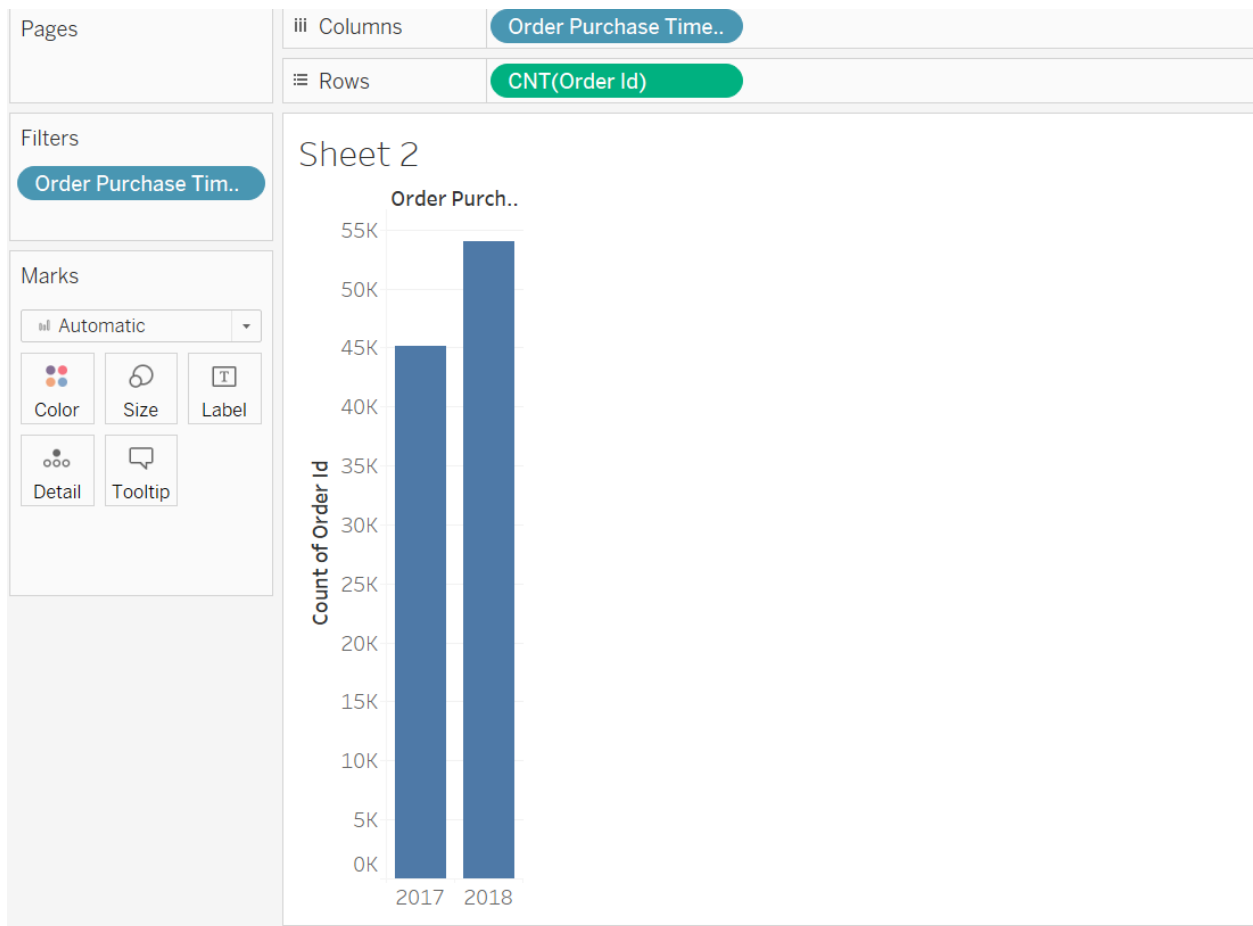 Pages
iii Columns
Order Purchase Time..
Rows
CNT(Order Id)
Filters
Order Purchase Tim..
Marks
Automatic
Color
Size
T
Label
Detail
Tooltip
Sheet 2
Order Purch..
55K
50K
45K
40K
35K
30K
25K
20K
15K
10K
5K
0K
Count of Order Id
2017 2018